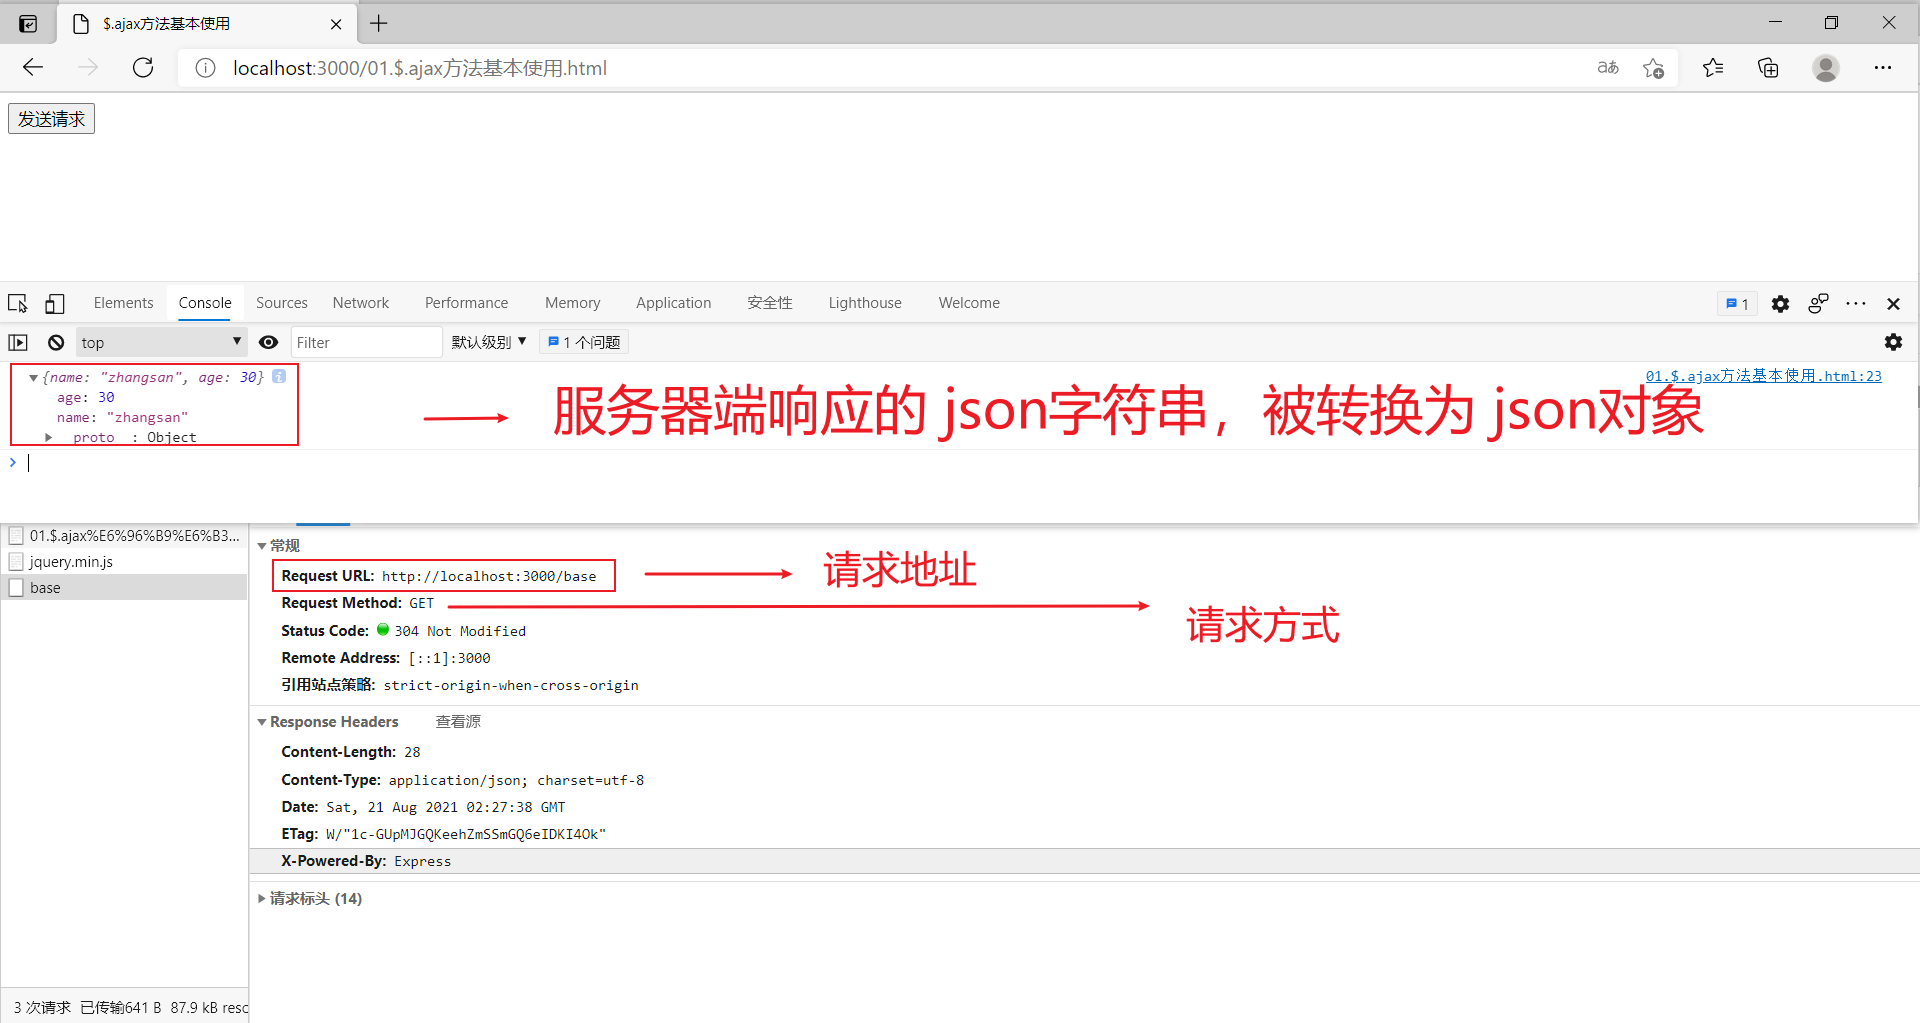 $.ajax方法基本使用
localhost:3000/01.$.ajax方法基本使用.html
aあ
发送请求
Elements Console Sources Network Performance Memory Application 安全性 Lighthouse Welcome 1
top Filter 默认级别 1 个问题
{name: "zhangsan", age: 30} 01.$.ajax方法基本使用.html:23
age: 30
name: "zhangsan"
proto : Object
服务器端响应的 json字符串，被转换为 json对象
01.$.ajax%E6%96%B9%E6%B3...
jquery.min.js
base
常规
Request URL: http://localhost:3000/base 请求地址
Request Method: GET 请求方式
Status Code: 304 Not Modified
Remote Address: [::1]:3000
引用站点策略: strict-origin-when-cross-origin
Response Headers 查看源
Content-Length: 28
Content-Type: application/json; charset=utf-8
Date: Sat, 21 Aug 2021 02:27:38 GMT
ETag: W/"1c-GUpMJGQKeehZmSSmGQ6eIDKI4Ok"
X-Powered-By: Express
请求标头 (14)
3 次请求 已传输641 B 87.9 kB resc